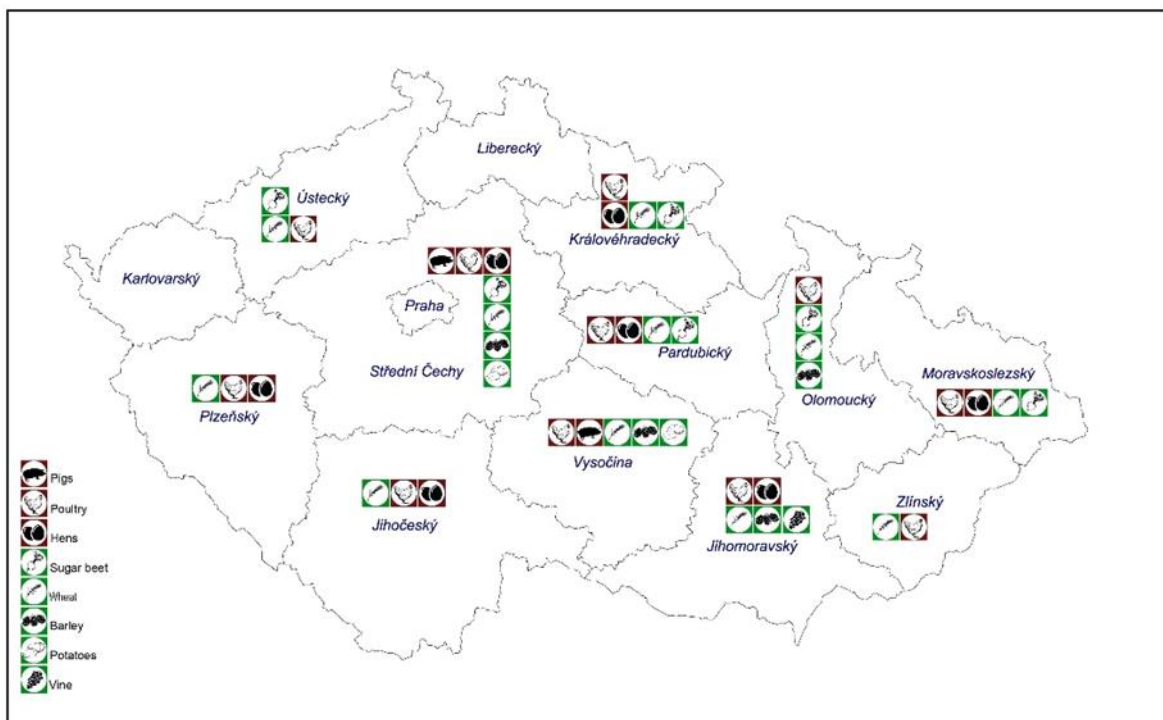 Liberecký
Ústecký
Královéhradecký
Karlovarský
Praha
Pardubický
Střední Čechy
Moravskoslezský
Olomoucký
Plzeňský
Vysočina
Zlínský
Jihočeský
Jihomoravský
Pigs
Poultry
Hens
Sugar beet
Wheat
Barley
Potatoes
Vine